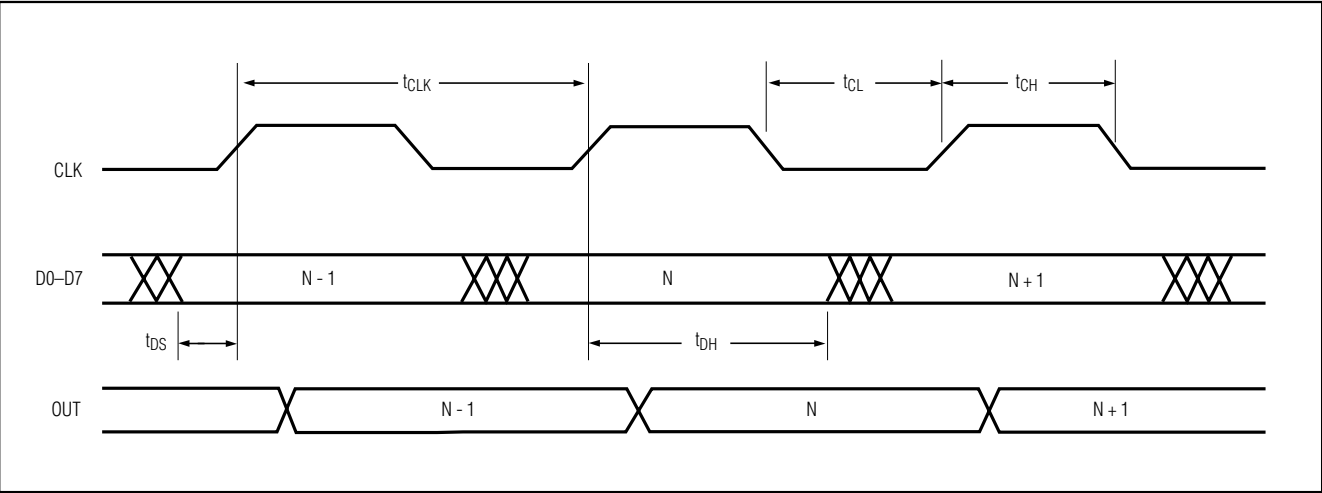 tCLK
tCL
tCH
CLK
D0–D7
N - 1
N
N + 1
tDS
tDH
OUT
N - 1
N
N + 1